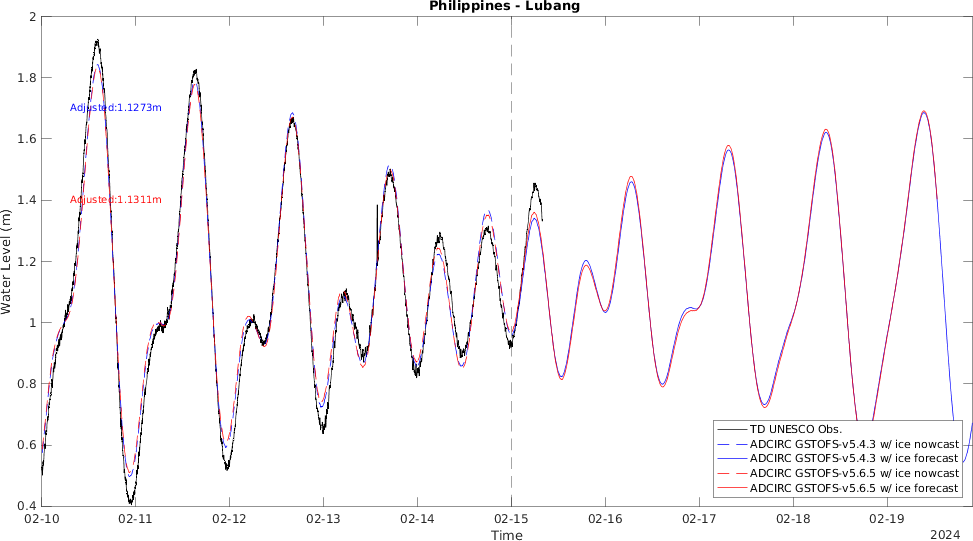 Philippines - Lubang
2
1.8
Adjusted:1.1273m
1.6
1.4
Adjusted:1.1311m
Water Level (m)
1.2
1
0.8
0.6
0.4
TD UNESCO Obs.
ADCIRC GSTOFS-v5.4.3 w/ ice nowcast
ADCIRC GSTOFS-v5.4.3 w/ ice forecast
ADCIRC GSTOFS-v5.6.5 w/ ice nowcast
ADCIRC GSTOFS-v5.6.5 w/ ice forecast
02-10 02-11 02-12 02-13 02-14 02-15 02-16 02-17 02-18 02-19
Time
2024